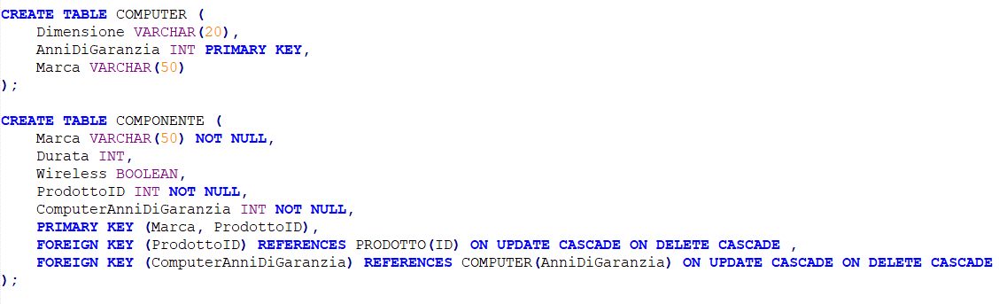 CREATE TABLE COMPUTER (
    Dimensione VARCHAR(20),
    AnniDiGaranzia INT PRIMARY KEY,
    Marca VARCHAR(50)
);

CREATE TABLE COMPONENTE (
    Marca VARCHAR(50) NOT NULL,
    Durata INT,
    Wireless BOOLEAN,
    ProdottoID INT NOT NULL,
    ComputerAnniDiGaranzia INT NOT NULL,
    PRIMARY KEY (Marca, ProdottoID),
    FOREIGN KEY (ProdottoID) REFERENCES PRODOTTO(ID) ON UPDATE CASCADE ON DELETE CASCADE ,
    FOREIGN KEY (ComputerAnniDiGaranzia) REFERENCES COMPUTER(AnniDiGaranzia) ON UPDATE CASCADE ON DELETE CASCADE
);